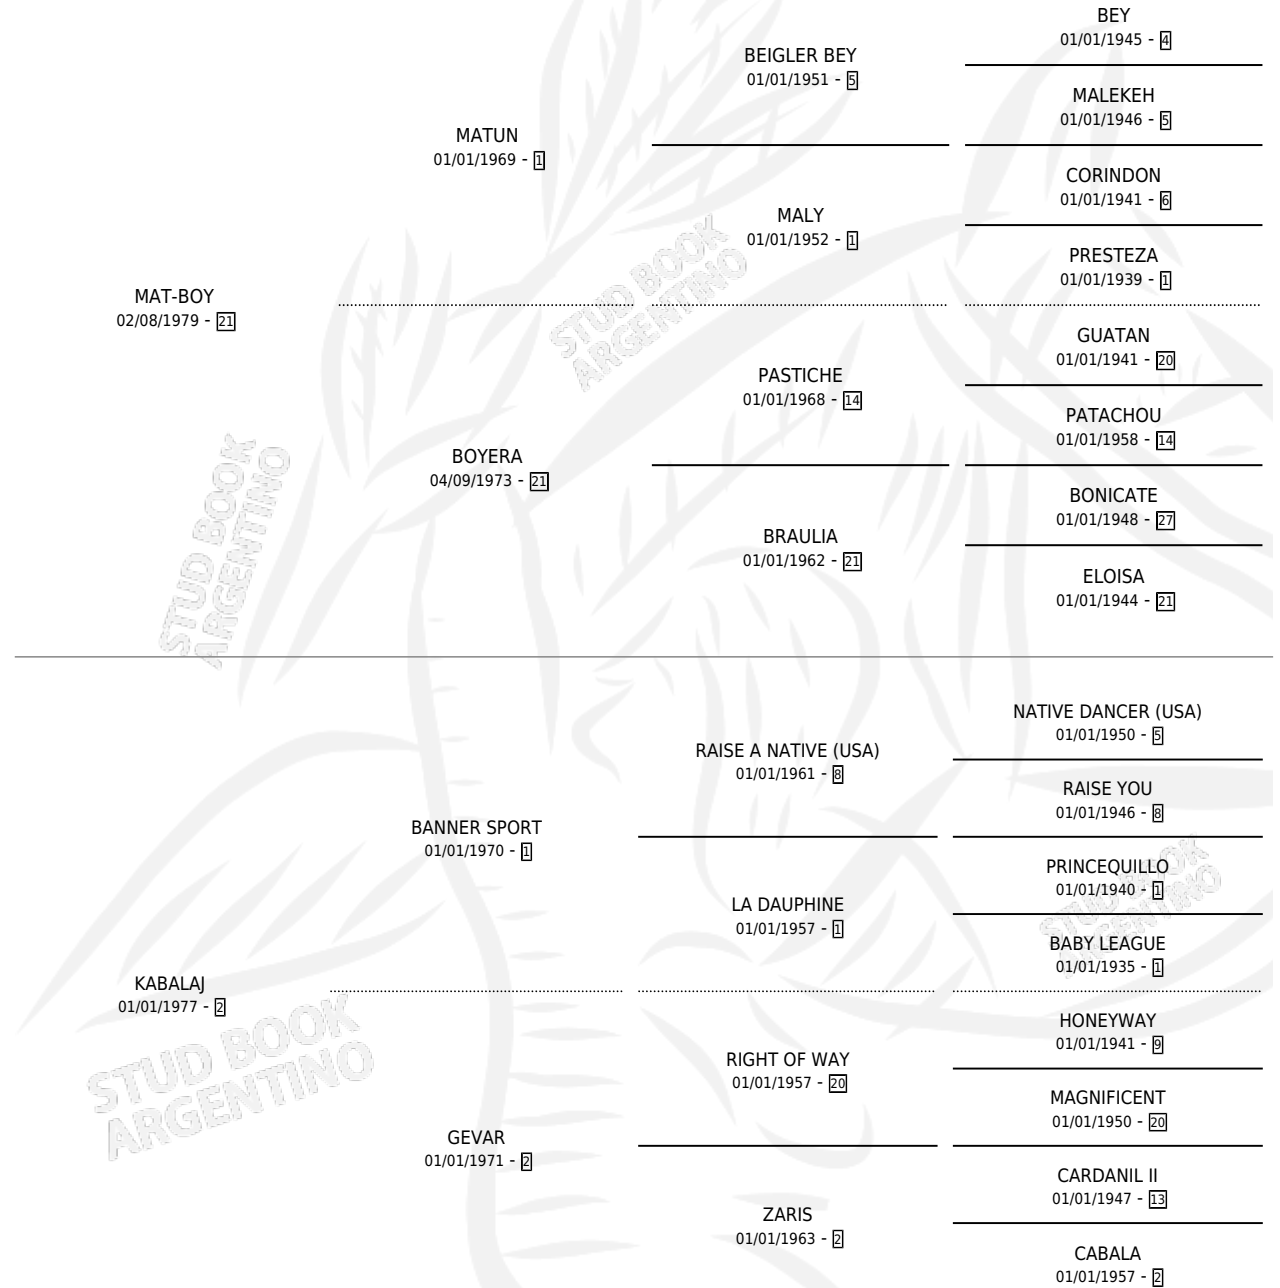 BEY
01/01/1945 - 4
BEIGLER BEY
01/01/1951 - 5
MALEKEH
01/01/1946 - 5
MATUN
01/01/1969 - 1
CORINDON
01/01/1941 - 6
MALY
01/01/1952 - 1
PRESTEZA
01/01/1939 - 1
MAT-BOY
02/08/1979 - 21
GUATAN
01/01/1941 - 20
PASTICHE
01/01/1968 - 14
PATACHOU
01/01/1958 - 14
BOYERA
04/09/1973 - 21
BONICATE
01/01/1948 - 27
BRAULIA
01/01/1962 - 21
ELOISA
01/01/1944 - 21
STUD BOOK
ARGENTINO
STUD BOOK
ARGENTINO
NATIVE DANCER (USA)
01/01/1950 - 5
RAISE A NATIVE (USA)
01/01/1961 - 8
RAISE YOU
01/01/1946 - 8
BANNER SPORT
01/01/1970 - 1
PRINCEQUILLO
01/01/1940 - 1
LA DAUPHINE
01/01/1957 - 1
BABY LEAGUE
01/01/1935 - 1
KABALAJ
01/01/1977 - 2
HONEYWAY
01/01/1941 - 9
RIGHT OF WAY
01/01/1957 - 20
MAGNIFICENT
01/01/1950 - 20
GEVAR
01/01/1971 - 2
CARDANIL II
01/01/1947 - 13
ZARIS
01/01/1963 - 2
CABALA
01/01/1957 - 2
STUD BOOK
ARGENTINO
STUD BOOK
ARGENTINO